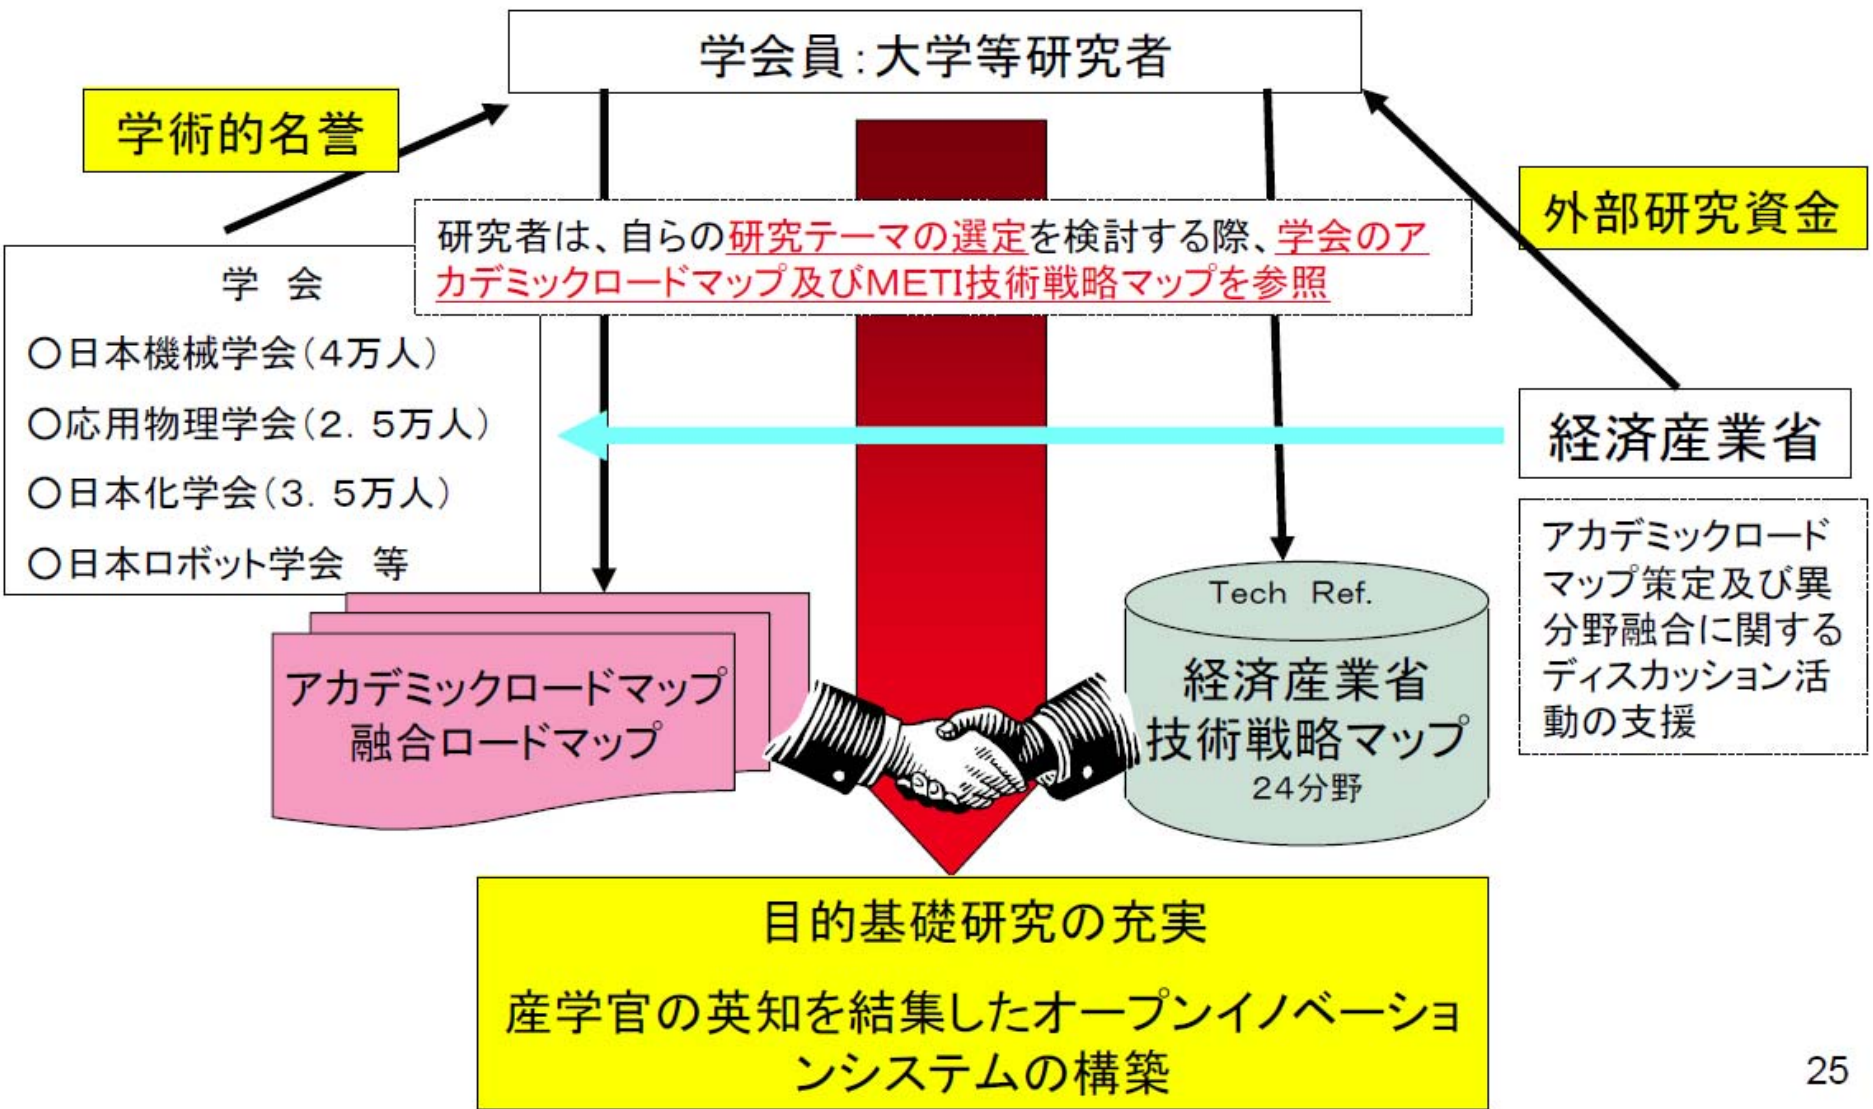 学会員:大学等研究者
学術的名誉
外部研究資金
研究者は、自らの研究テーマの選定を検討する際、学会のア
カデミックロードマップ及びMETI技術戦略マップを参照
学 会
○日本機械学会(4万人)
○応用物理学会(2.5万人)
○日本化学会(3.5万人)
○日本ロボット学会 等
経済産業省
アカデミックロード
マップ策定及び異
分野融合に関する
ディスカッション活
動の支援
アカデミックロードマップ
融合ロードマップ
Tech Ref.
経済産業省
技術戦略マップ
24分野
目的基礎研究の充実
産学官の英知を結集したオープンイノベーショ
ンシステムの構築
25